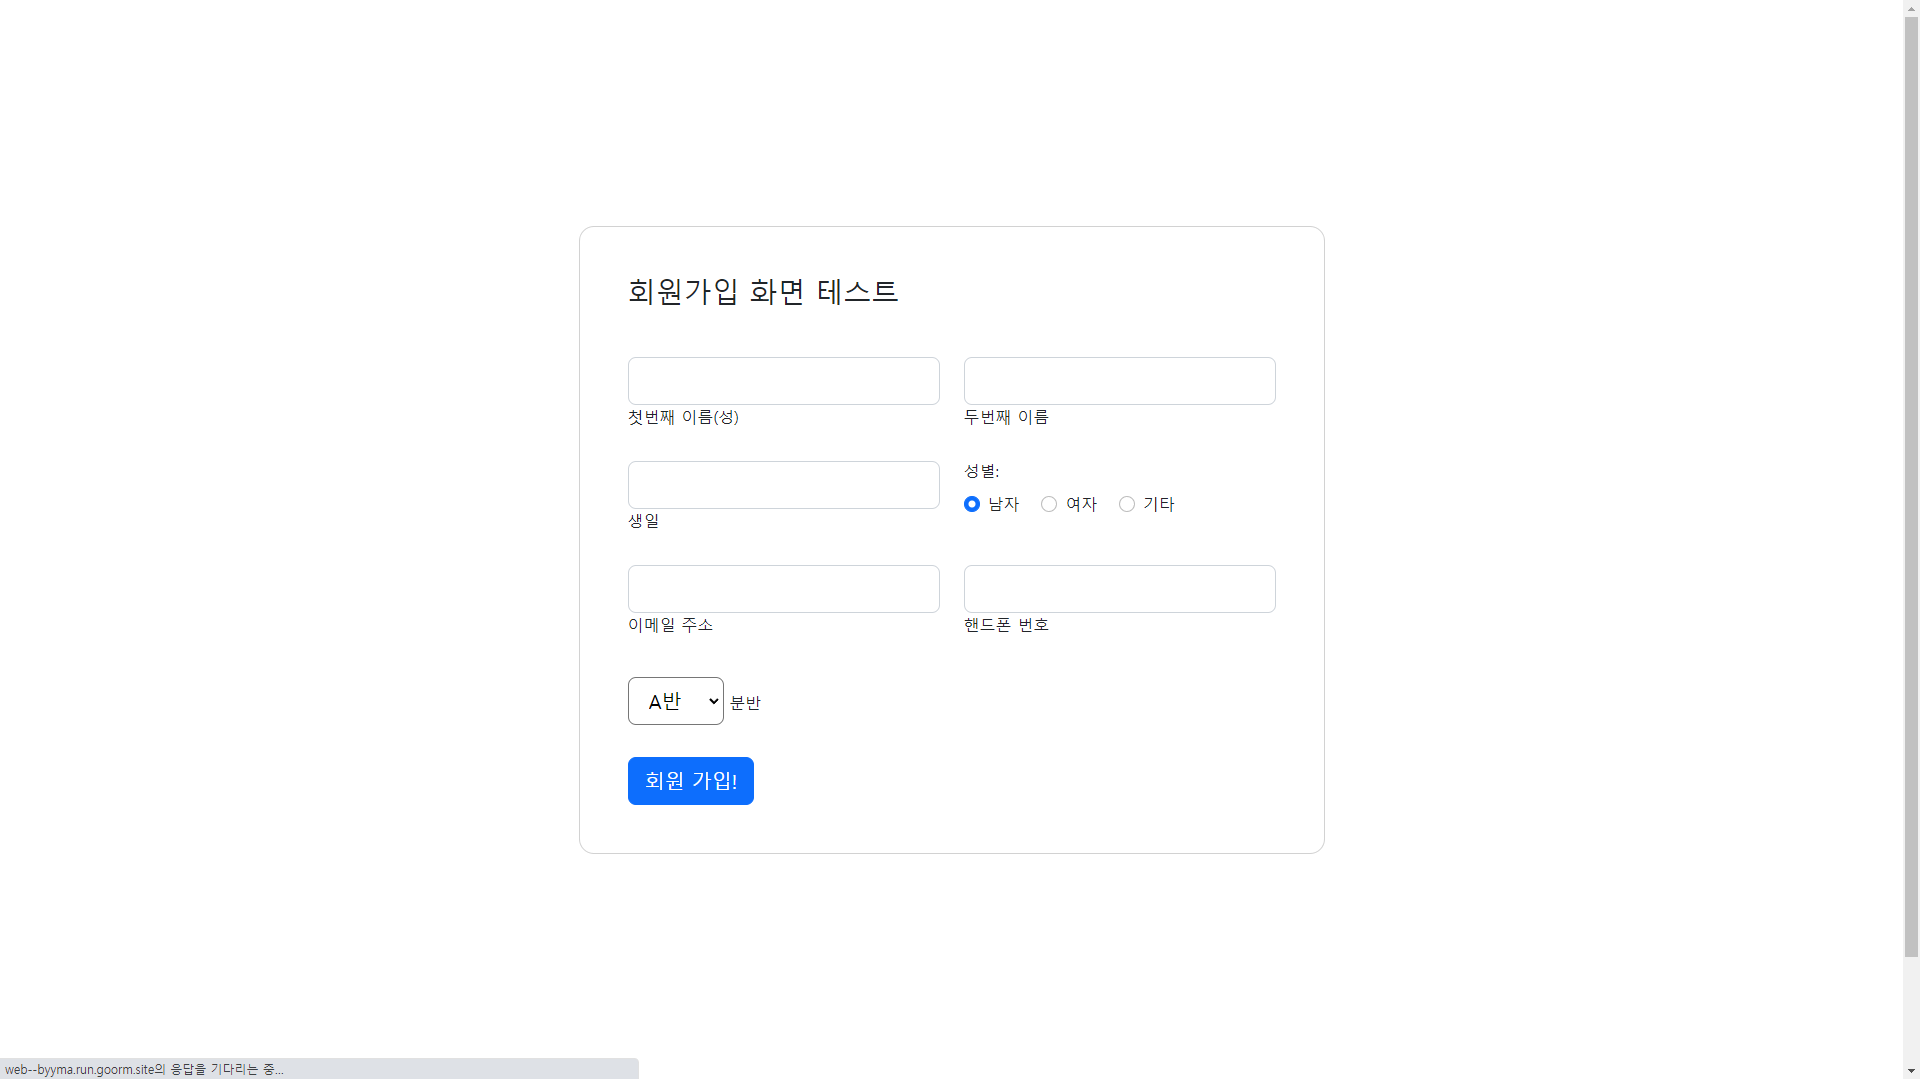 회원가입 화면 테스트
첫번째 이름(성)
두번째 이름
성별:
남자 여자 기타
생일
이메일 주소
핸드폰 번호
A반 분반
회원 가입!
web--byyma.run.goorm.site의 응답을 기다리는 중...